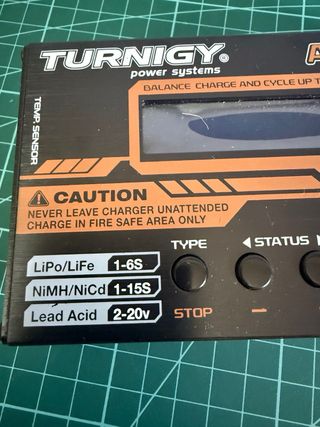 TURNIGY®
power systems
BALANCE CHARGE AND CYCLE UP
TEMP. SENSOR
CAUTION
NEVER LEAVE CHARGER UNATTENDED
CHARGE IN FIRE SAFE AREA ONLY
TYPE ◀ STATUS
LiPo/LiFe 1-6S
NiMH/NiCd 1-15S
Lead Acid 2-20v
STOP −